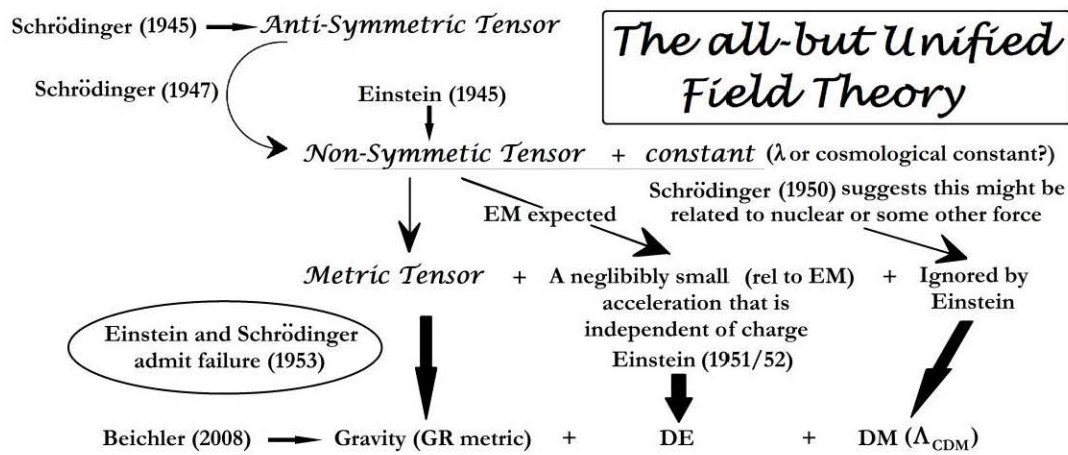 Schrödinger (1945) Anti-Symmetric Tensor
The all-but Unified
Field Theory
Schrödinger (1947)
Einstein (1945)
Non-Symmetic Tensor + constant (λ or cosmological constant?)
Schrödinger (1950) suggests this might be
related to nuclear or some other force
EM expected
Metric Tensor + A neglibibly small (rel to EM) + Ignored by
acceleration that is Einstein
independent of charge
Einstein (1951/52)
Einstein and Schrödinger
admit failure (1953)
Beichler (2008) Gravity (GR metric) + DE + DM (ΛCDM)